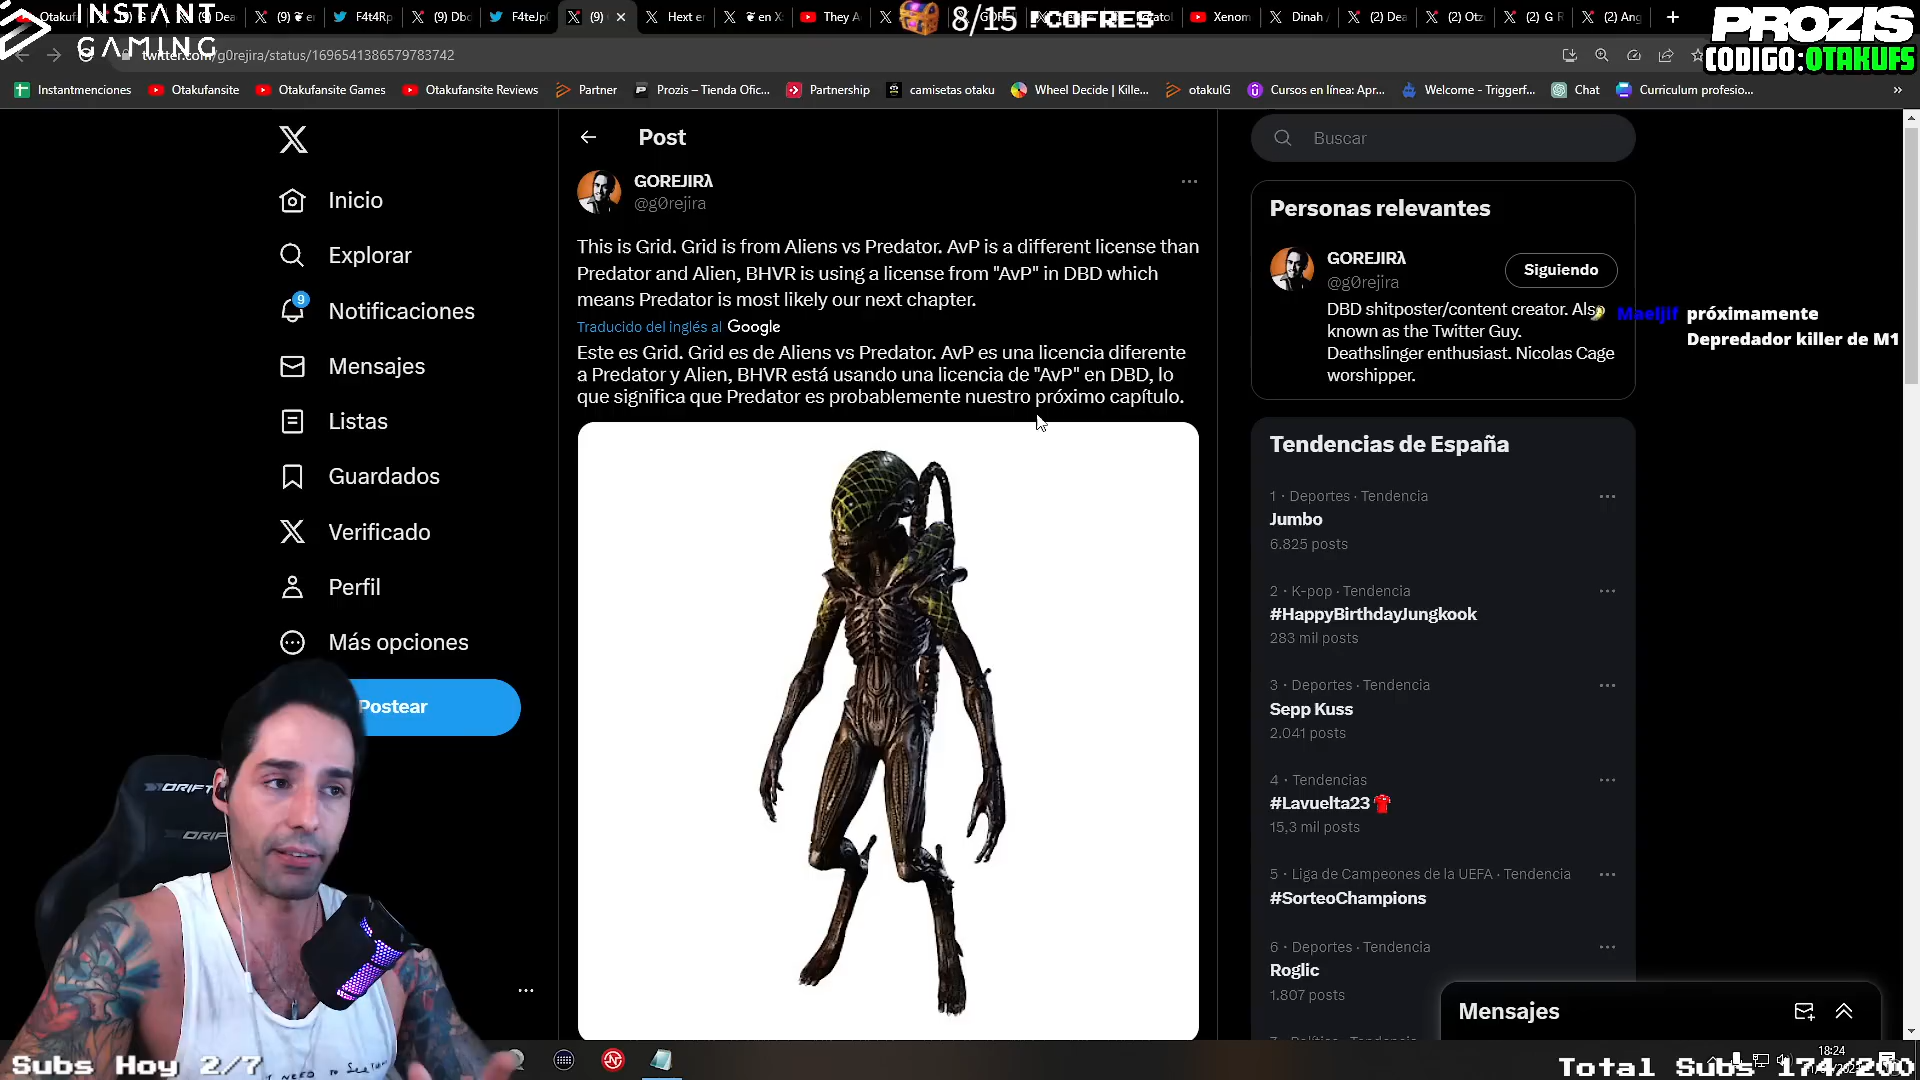 INSTANT GAMING
8/15 !COFRES
PROZIS
CODIGO:OTAKUFS
twitter.com/g0rejira/status/1696541386579783742
Instantmenciones
Otakufansite
Otakufansite Games
Otakufansite Reviews
Partner
Prozis – Tienda Ofic...
Partnership
camisetas otaku
Wheel Decide | Kille...
otakuIG
Cursos en línea: Apr...
Welcome - Triggerf...
Chat
Curriculum profesio...
Inicio
Explorar
9
Notificaciones
Mensajes
Listas
Guardados
Verificado
Perfil
Más opciones
Postear
Post
GOREJIRλ
@g0rejira
This is Grid. Grid is from Aliens vs Predator. AvP is a different license than
Predator and Alien, BHVR is using a license from "AvP" in DBD which
means Predator is most likely our next chapter.
Traducido del inglés al Google
Este es Grid. Grid es de Aliens vs Predator. AvP es una licencia diferente
a Predator y Alien, BHVR está usando una licencia de "AvP" en DBD, lo
que significa que Predator es probablemente nuestro próximo capítulo.
Buscar
Personas relevantes
GOREJIRλ
@g0rejira
Siguiendo
DBD shitposter/content creator. Also
known as the Twitter Guy.
Deathslinger enthusiast. Nicolas Cage
worshipper.
Maeljif próximamente
Depredador killer de M1
Tendencias de España
1 · Deportes · Tendencia
Jumbo
6.825 posts
2 · K-pop · Tendencia
#HappyBirthdayJungkook
283 mil posts
3 · Deportes · Tendencia
Sepp Kuss
2.041 posts
4 · Tendencias
#Lavuelta23
15,3 mil posts
5 · Liga de Campeones de la UEFA · Tendencia
#SorteoChampions
6 · Deportes · Tendencia
Roglic
1.807 posts
Mensajes
DRIFT
DRIFT
Subs Hoy 2/7
18:24
Total Subs 174/200